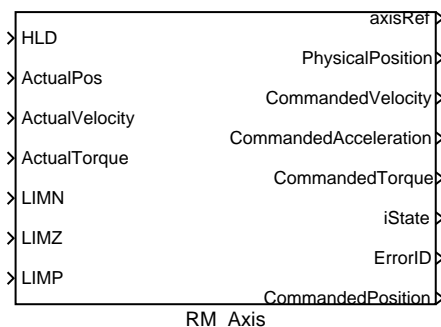 HLD
ActualPos
ActualVelocity
ActualTorque
LIMN
LIMZ
LIMP
axisRef
PhysicalPosition
CommandedVelocity
CommandedAcceleration
CommandedTorque
iState
ErrorID
CommandedPosition
RM_Axis